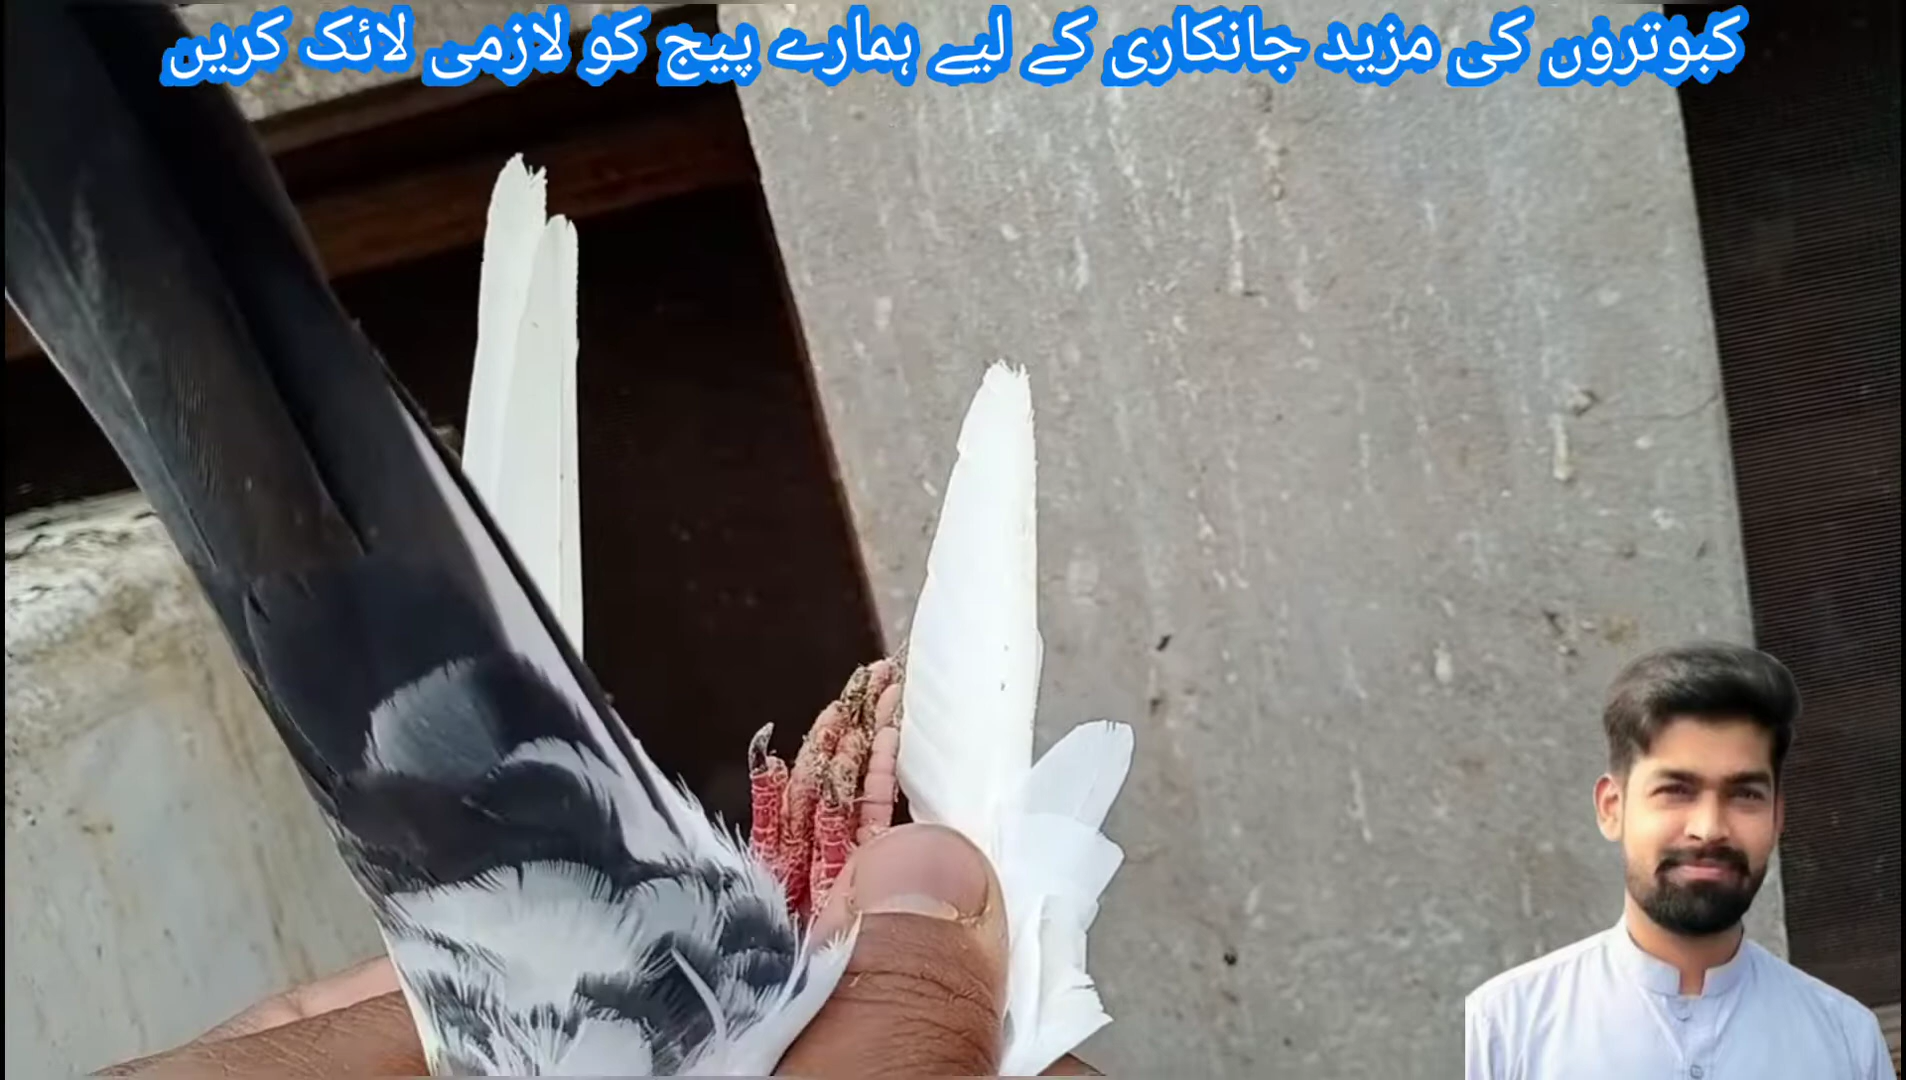 کبوتروں کی مزید جانکاری کے لیے ہمارے پیج کو لازمی لائک کریں